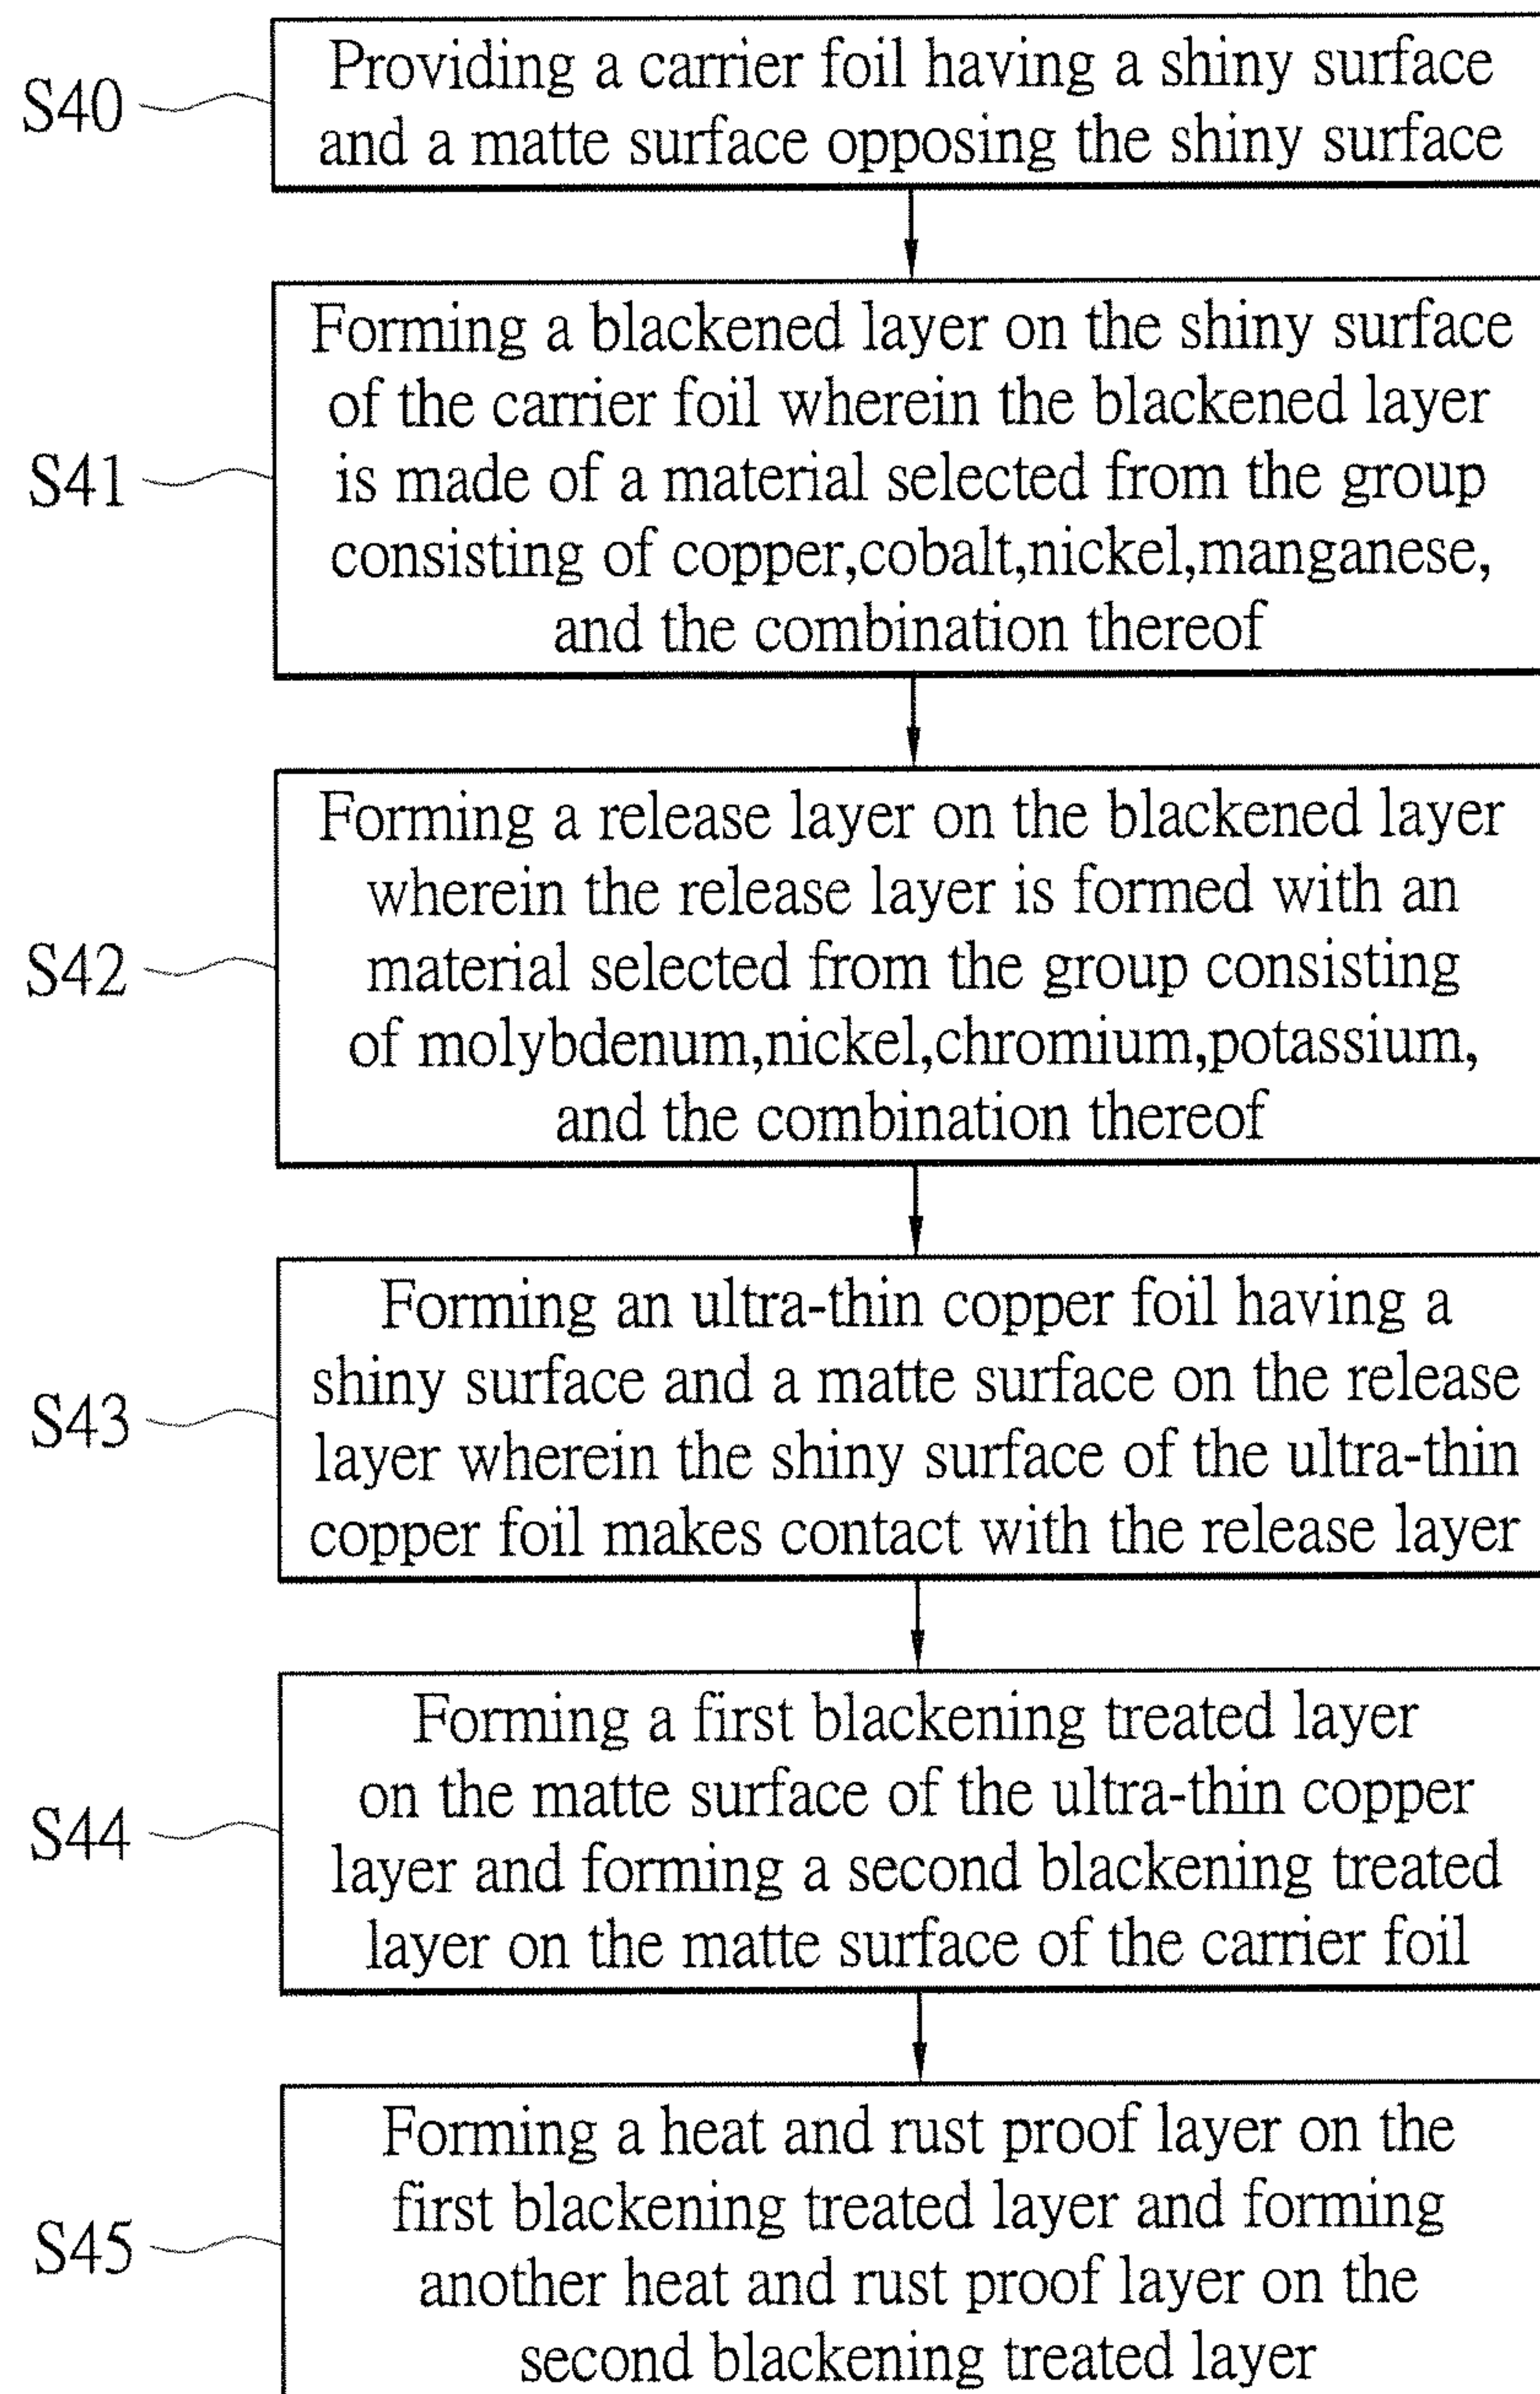 S40
Providing a carrier foil having a shiny surface
and a matte surface opposing the shiny surface
S41
Forming a blackened layer on the shiny surface
of the carrier foil wherein the blackened layer
is made of a material selected from the group
consisting of copper,cobalt,nickel,manganese,
and the combination thereof
S42
Forming a release layer on the blackened layer
wherein the release layer is formed with an
material selected from the group consisting
of molybdenum,nickel,chromium,potassium,
and the combination thereof
S43
Forming an ultra-thin copper foil having a
shiny surface and a matte surface on the release
layer wherein the shiny surface of the ultra-thin
copper foil makes contact with the release layer
S44
Forming a first blackening treated layer
on the matte surface of the ultra-thin copper
layer and forming a second blackening treated
layer on the matte surface of the carrier foil
S45
Forming a heat and rust proof layer on the
first blackening treated layer and forming
another heat and rust proof layer on the
second blackening treated layer